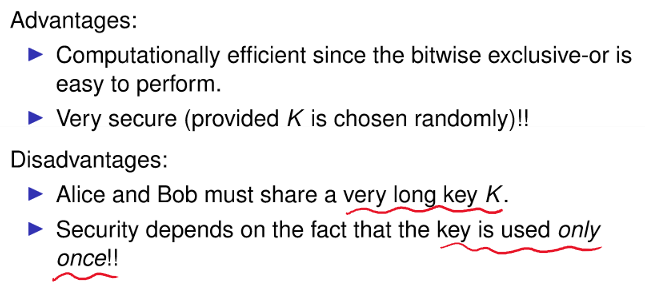 Advantages:
Computationally efficient since the bitwise exclusive-or is
easy to perform.
Very secure (provided K is chosen randomly)!!
Disadvantages:
Alice and Bob must share a very long key K.
Security depends on the fact that the key is used only
once!!